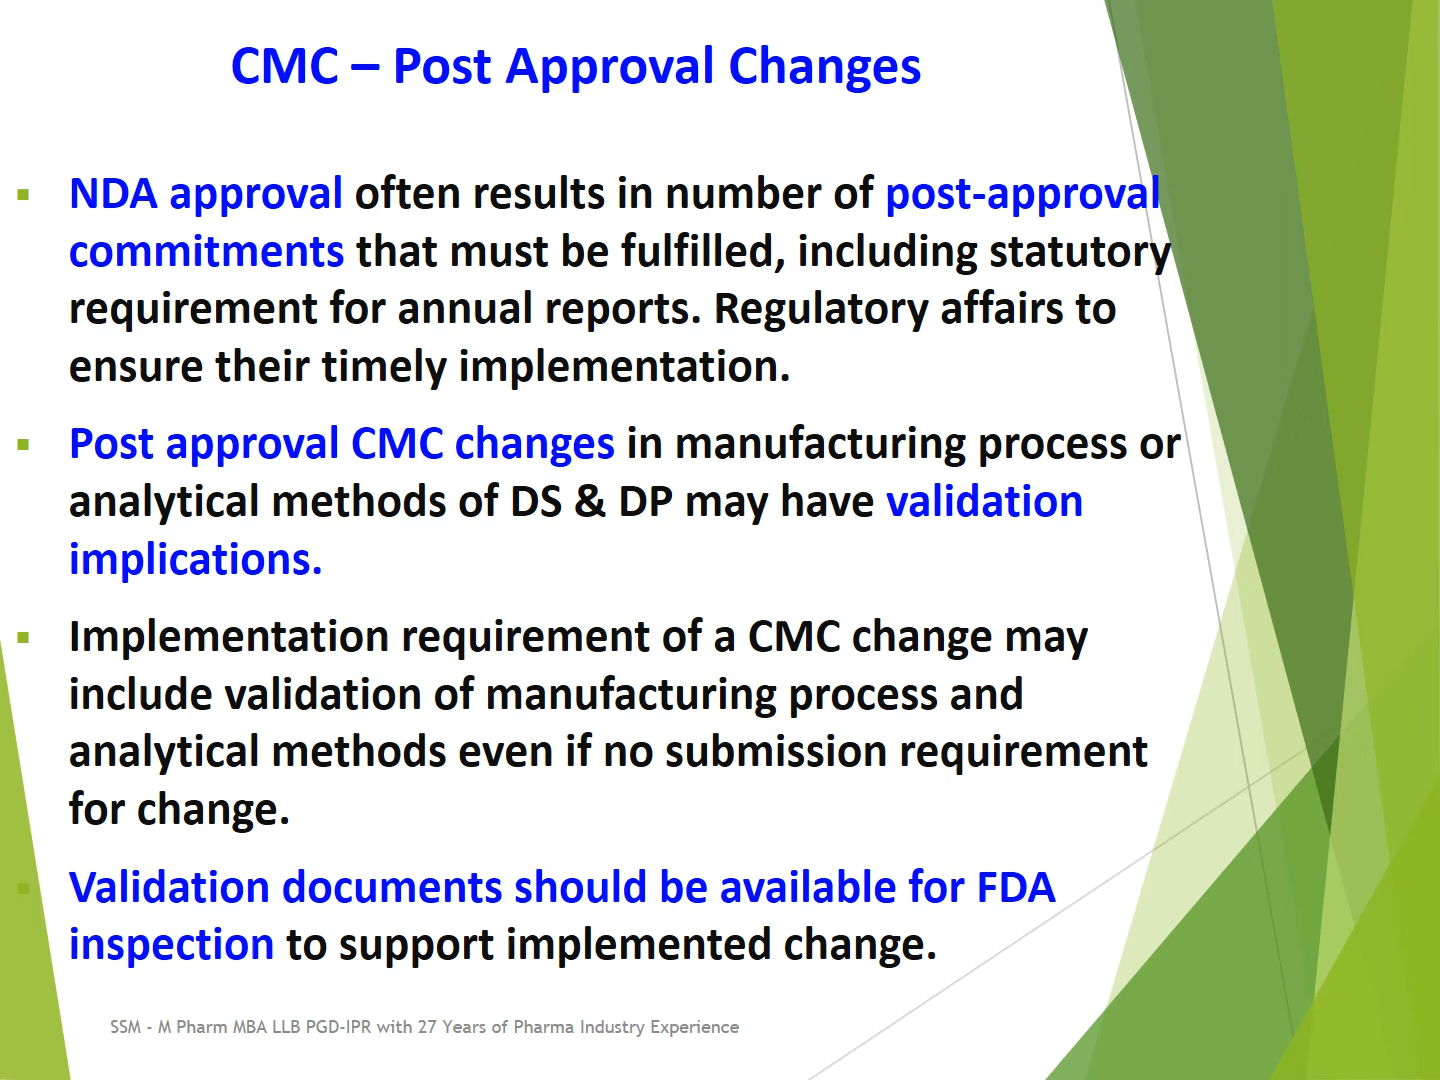 CMC – Post Approval Changes
NDA approval often results in number of post-approval
commitments that must be fulfilled, including statutory
requirement for annual reports. Regulatory affairs to
ensure their timely implementation.
Post approval CMC changes in manufacturing process or
analytical methods of DS & DP may have validation
implications.
Implementation requirement of a CMC change may
include validation of manufacturing process and
analytical methods even if no submission requirement
for change.
Validation documents should be available for FDA
inspection to support implemented change.
SSM - M Pharm MBA LLB PGD-IPR with 27 Years of Pharma Industry Experience